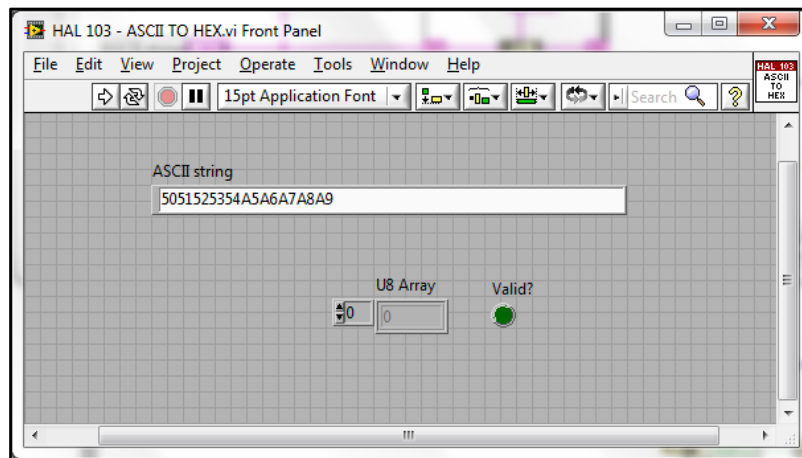 HAL 103 - ASCII TO HEX.vi Front Panel
File Edit View Project Operate Tools Window Help
15pt Application Font
Search
?
HAL 103
ASCII
TO
HEX
ASCII string
5051525354A5A6A7A8A9
U8 Array
Valid?
0
0